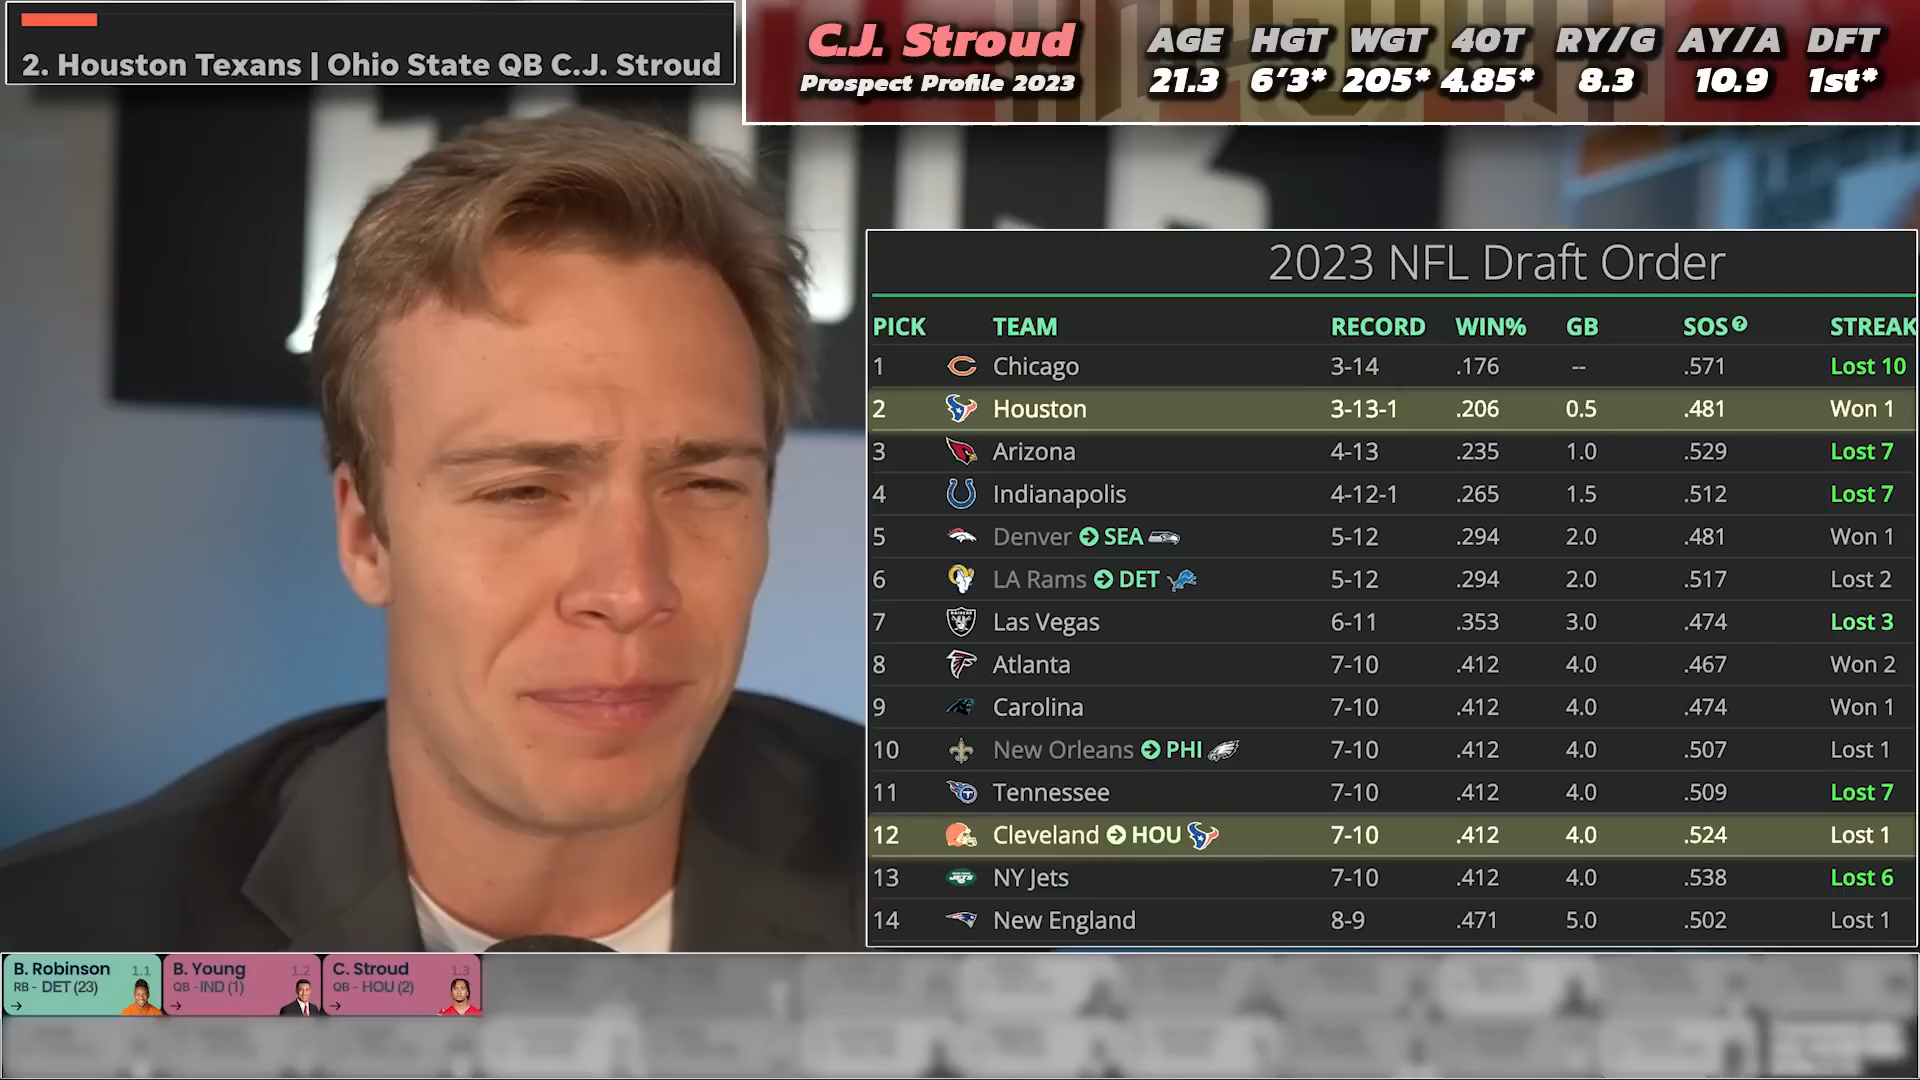 2. Houston Texans | Ohio State QB C.J. Stroud
C.J. Stroud
Prospect Profile 2023
AGE HGT WGT 40T RY/G AY/A DFT
21.3 6'3* 205* 4.85* 8.3 10.9 1st*
2023 NFL Draft Order
PICK TEAM RECORD WIN% GB SOS STREAK
1 Chicago 3-14 .176 -- .571 Lost 10
2 Houston 3-13-1 .206 0.5 .481 Won 1
3 Arizona 4-13 .235 1.0 .529 Lost 7
4 Indianapolis 4-12-1 .265 1.5 .512 Lost 7
5 Denver → SEA 5-12 .294 2.0 .481 Won 1
6 LA Rams → DET 5-12 .294 2.0 .517 Lost 2
7 Las Vegas 6-11 .353 3.0 .474 Lost 3
8 Atlanta 7-10 .412 4.0 .467 Won 2
9 Carolina 7-10 .412 4.0 .474 Won 1
10 New Orleans → PHI 7-10 .412 4.0 .507 Lost 1
11 Tennessee 7-10 .412 4.0 .509 Lost 7
12 Cleveland → HOU 7-10 .412 4.0 .524 Lost 1
13 NY Jets 7-10 .412 4.0 .538 Lost 6
14 New England 8-9 .471 5.0 .502 Lost 1
B. Robinson 1.1
RB - DET (23)
B. Young 1.2
QB - IND (1)
C. Stroud 1.3
QB - HOU (2)